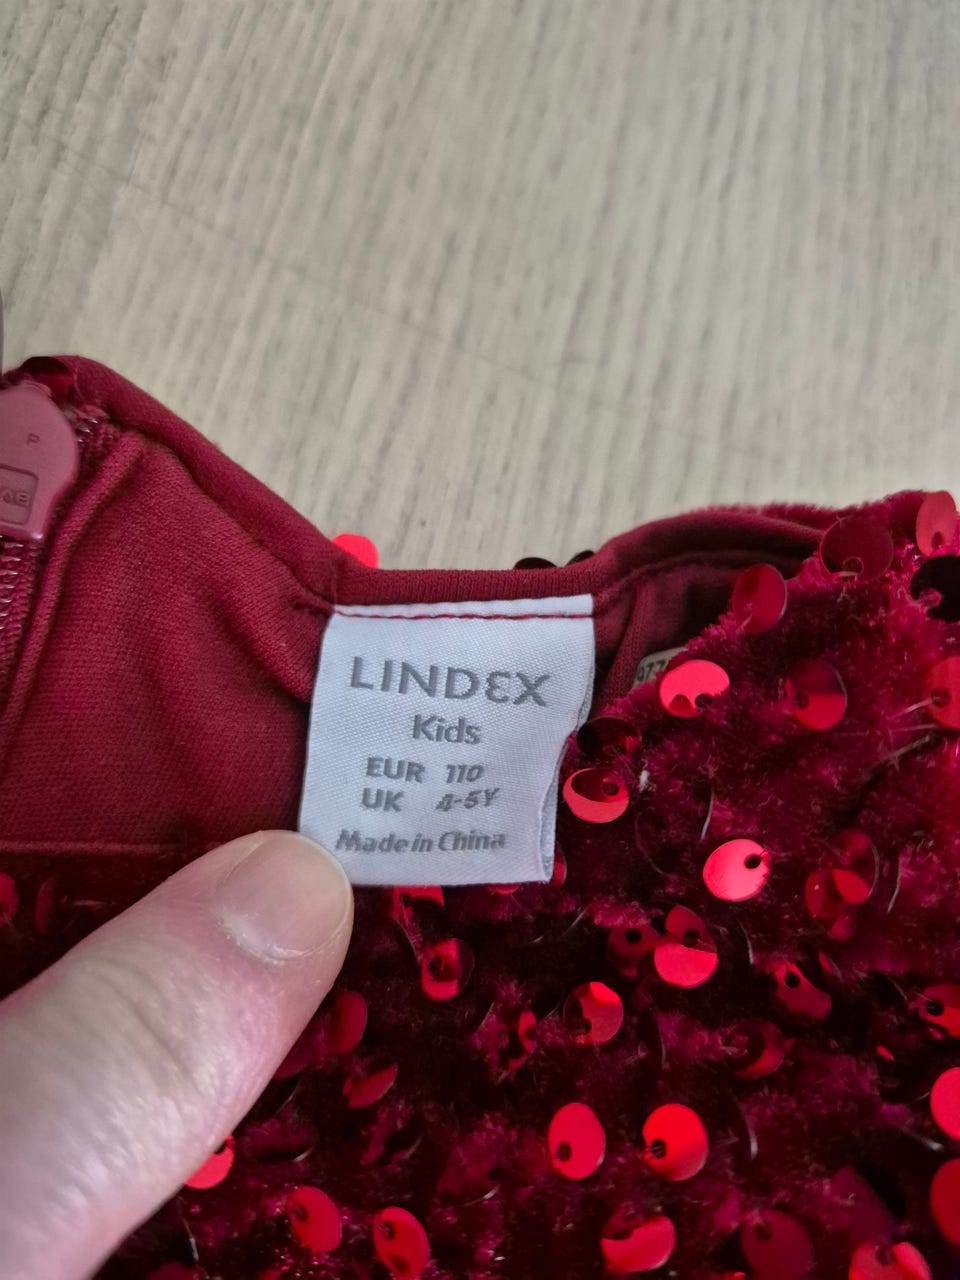 LINDEX
Kids
EUR 110
UK 4-5Y
Made in China
P